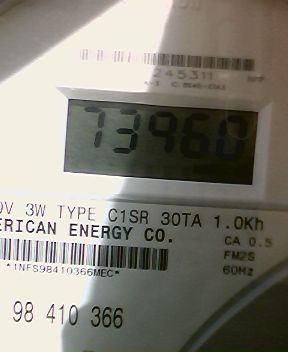 245311
73960
0V 3W TYPE C1SR 30TA 1.0Kh
ERICAN ENERGY CO.
CA 0.5
*1NFS98410366MEC*
FM2S
60Hz
98 410 366